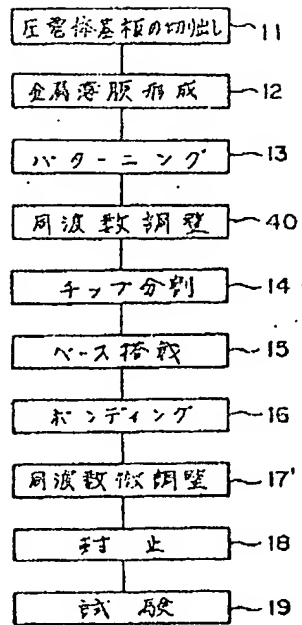 圧電体基板の切出し 11
金属薄膜形成 12
パターニング 13
周波数調整 40
チップ分割 14
ベース搭載 15
ボンディング 16
周波数微調整 17'
封止 18
試験 19